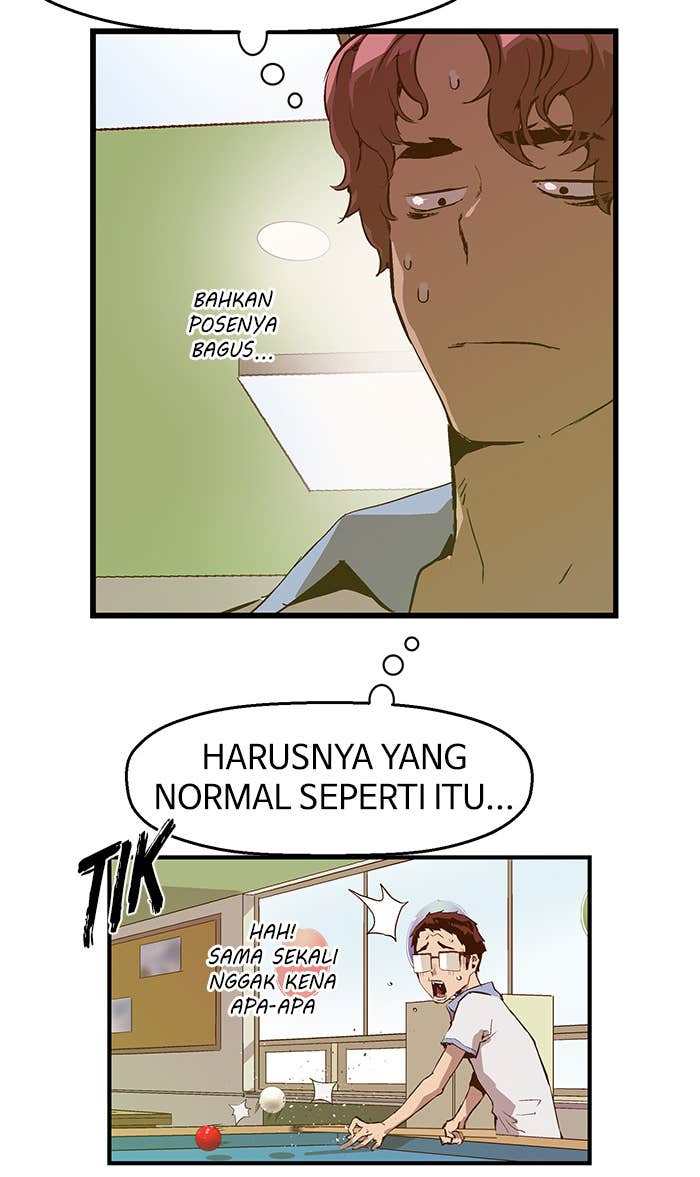 BAHKAN
POSENYA
BAGUS...
HARUSNYA YANG
NORMAL SEPERTI ITU...
TIK
HAH!
SAMA SEKALI
NGGAK KENA
APA-APA